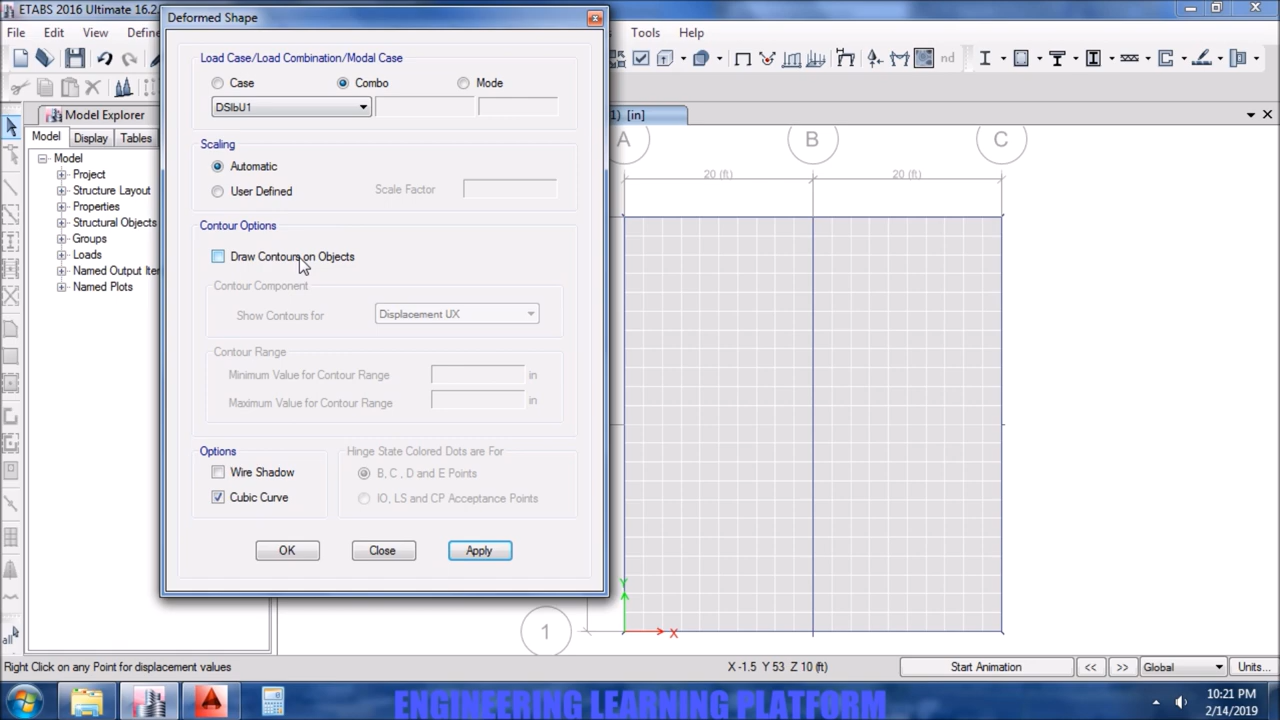 ETABS 2016 Ultimate 16.2.
Deformed Shape
File Edit View Define
Tools Help
nd
Model Explorer
1) [in]
Model Display Tables
Model
Project
Structure Layout
Properties
Structural Objects
Groups
Loads
Named Output Iter
Named Plots
Load Case/Load Combination/Modal Case
Case Combo Mode
DSlbU1
Scaling
Automatic
User Defined Scale Factor
Contour Options
Draw Contours on Objects
Contour Component
Show Contours for Displacement UX
Contour Range
Minimum Value for Contour Range in
Maximum Value for Contour Range in
Options
Wire Shadow
Cubic Curve
Hinge State Colored Dots are For
B, C , D and E Points
IO, LS and CP Acceptance Points
OK Close Apply
A B C
20 (ft) 20 (ft)
Y
1 X
all
Right Click on any Point for displacement values
X -1.5 Y 53 Z 10 (ft) Start Animation << >> Global Units...
ENGINEERING LEARNING PLATFORM
10:21 PM
2/14/2019